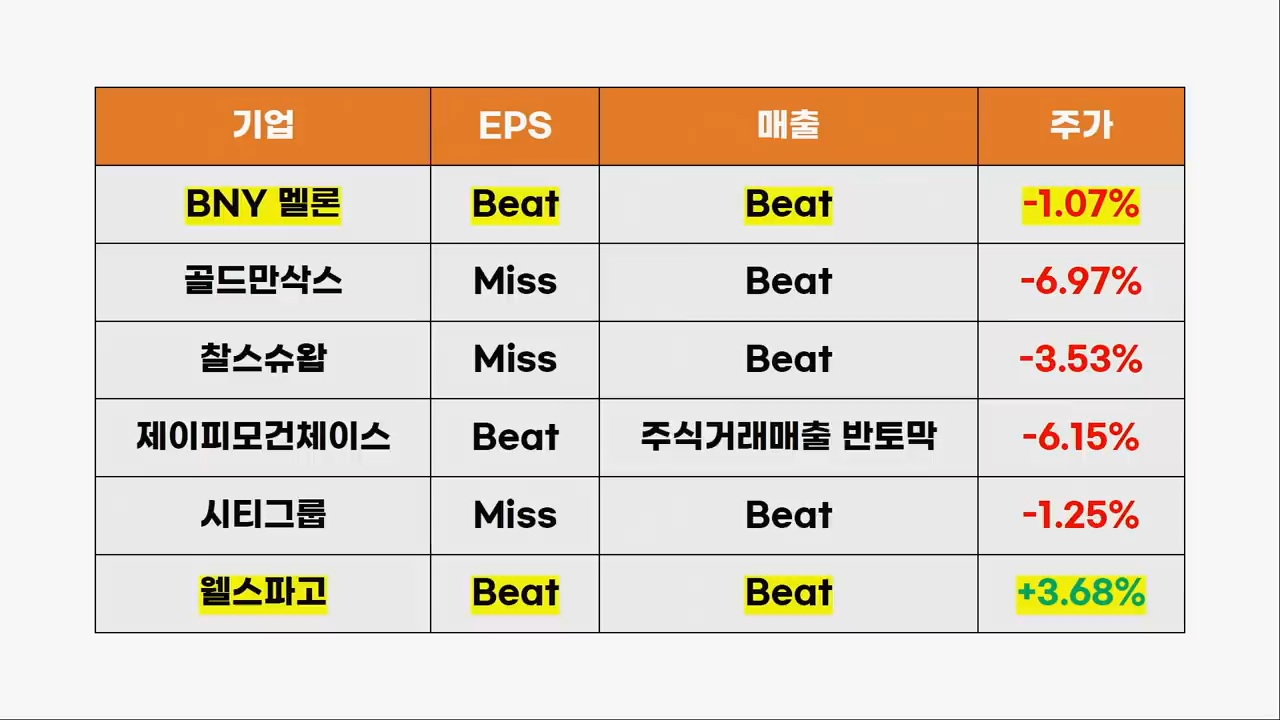 기업 EPS 매출 주가
BNY 멜론 Beat Beat -1.07%
골드만삭스 Miss Beat -6.97%
찰스슈왑 Miss Beat -3.53%
제이피모건체이스 Beat 주식거래매출 반토막 -6.15%
시티그룹 Miss Beat -1.25%
웰스파고 Beat Beat +3.68%